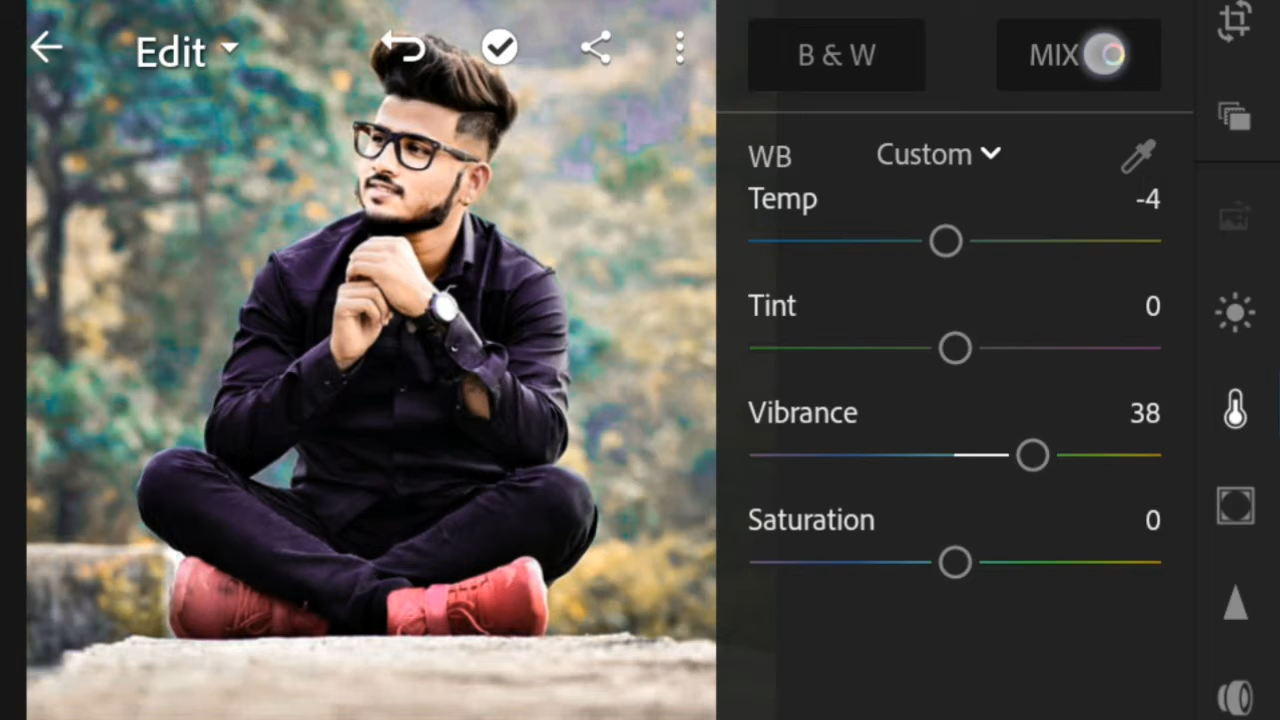 Edit
B & W
MIX
WB
Custom
Temp
-4
Tint
0
Vibrance
38
Saturation
0